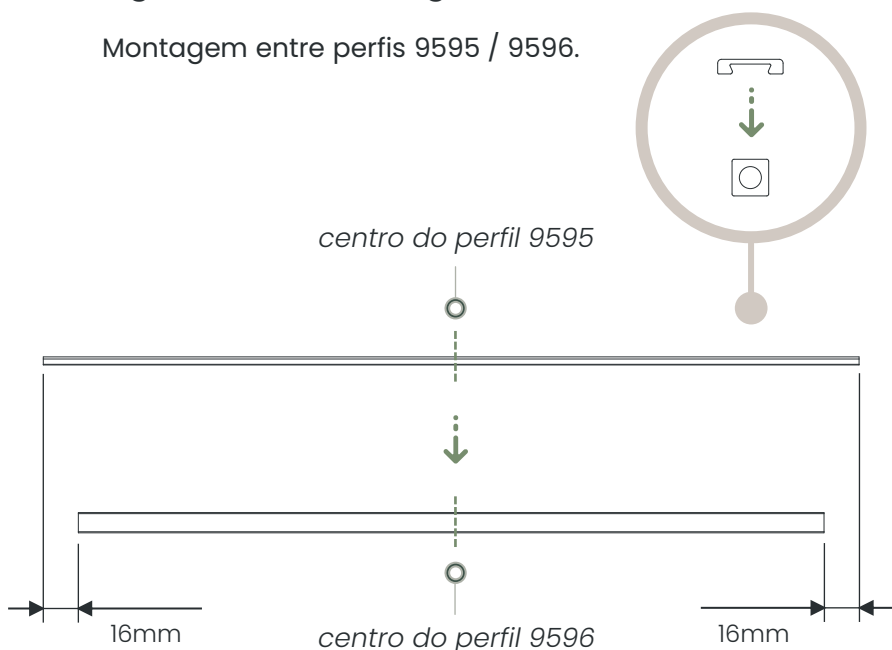 Montagem entre perfis 9595 / 9596.
centro do perfil 9595
16mm
centro do perfil 9596
16mm